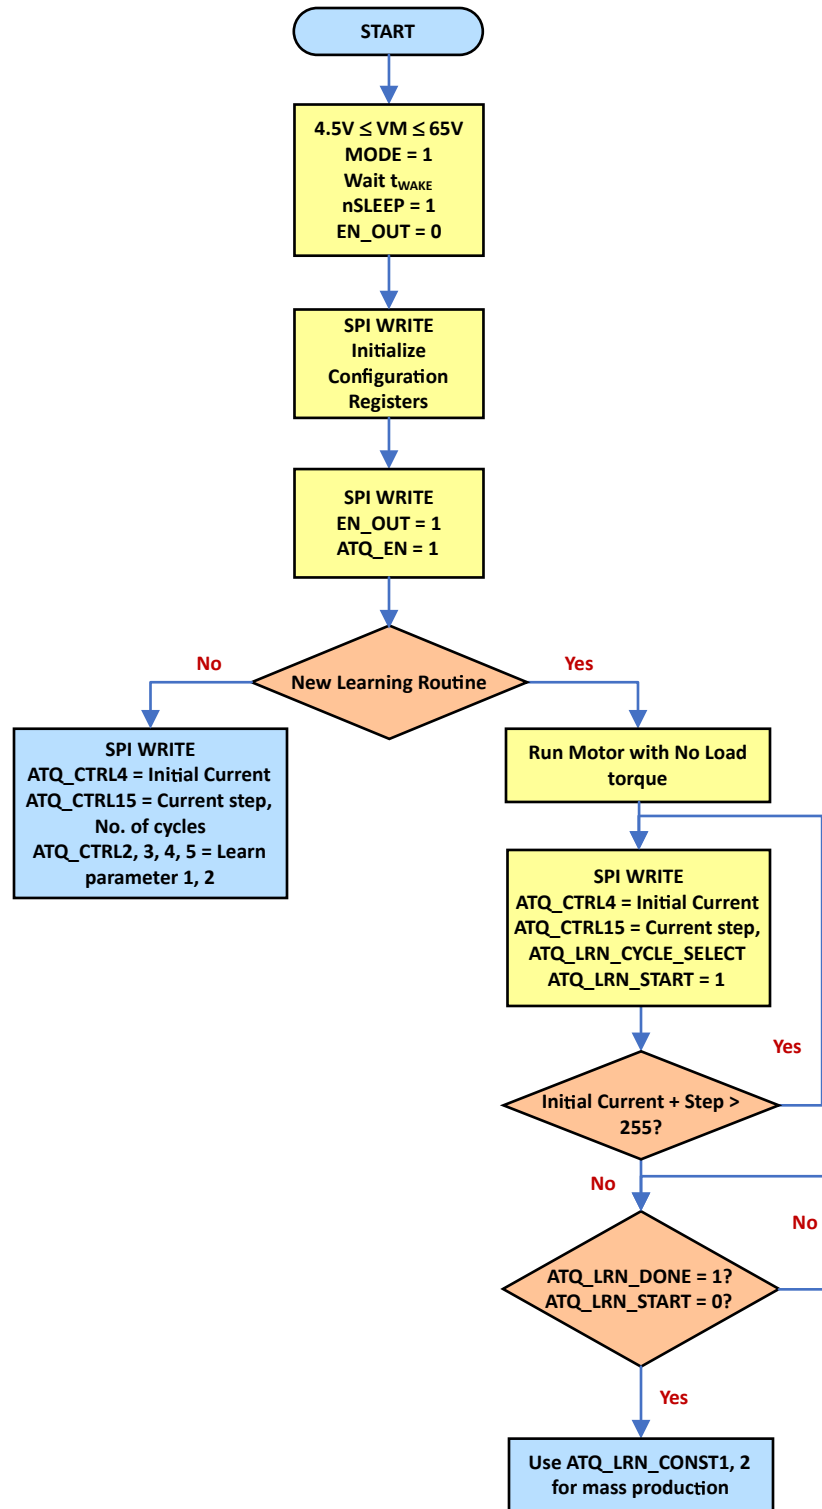 START
4.5V ≤ VM ≤ 65V
MODE = 1
Wait tWAKE
nSLEEP = 1
EN_OUT = 0
SPI WRITE
Initialize
Configuration
Registers
SPI WRITE
EN_OUT = 1
ATQ_EN = 1
New Learning Routine
No
Yes
SPI WRITE
ATQ_CTRL4 = Initial Current
ATQ_CTRL15 = Current step,
No. of cycles
ATQ_CTRL2, 3, 4, 5 = Learn
parameter 1, 2
Run Motor with No Load
torque
SPI WRITE
ATQ_CTRL4 = Initial Current
ATQ_CTRL15 = Current step,
ATQ_LRN_CYCLE_SELECT
ATQ_LRN_START = 1
Yes
Initial Current + Step >
255?
No
No
ATQ_LRN_DONE = 1?
ATQ_LRN_START = 0?
Yes
Use ATQ_LRN_CONST1, 2
for mass production